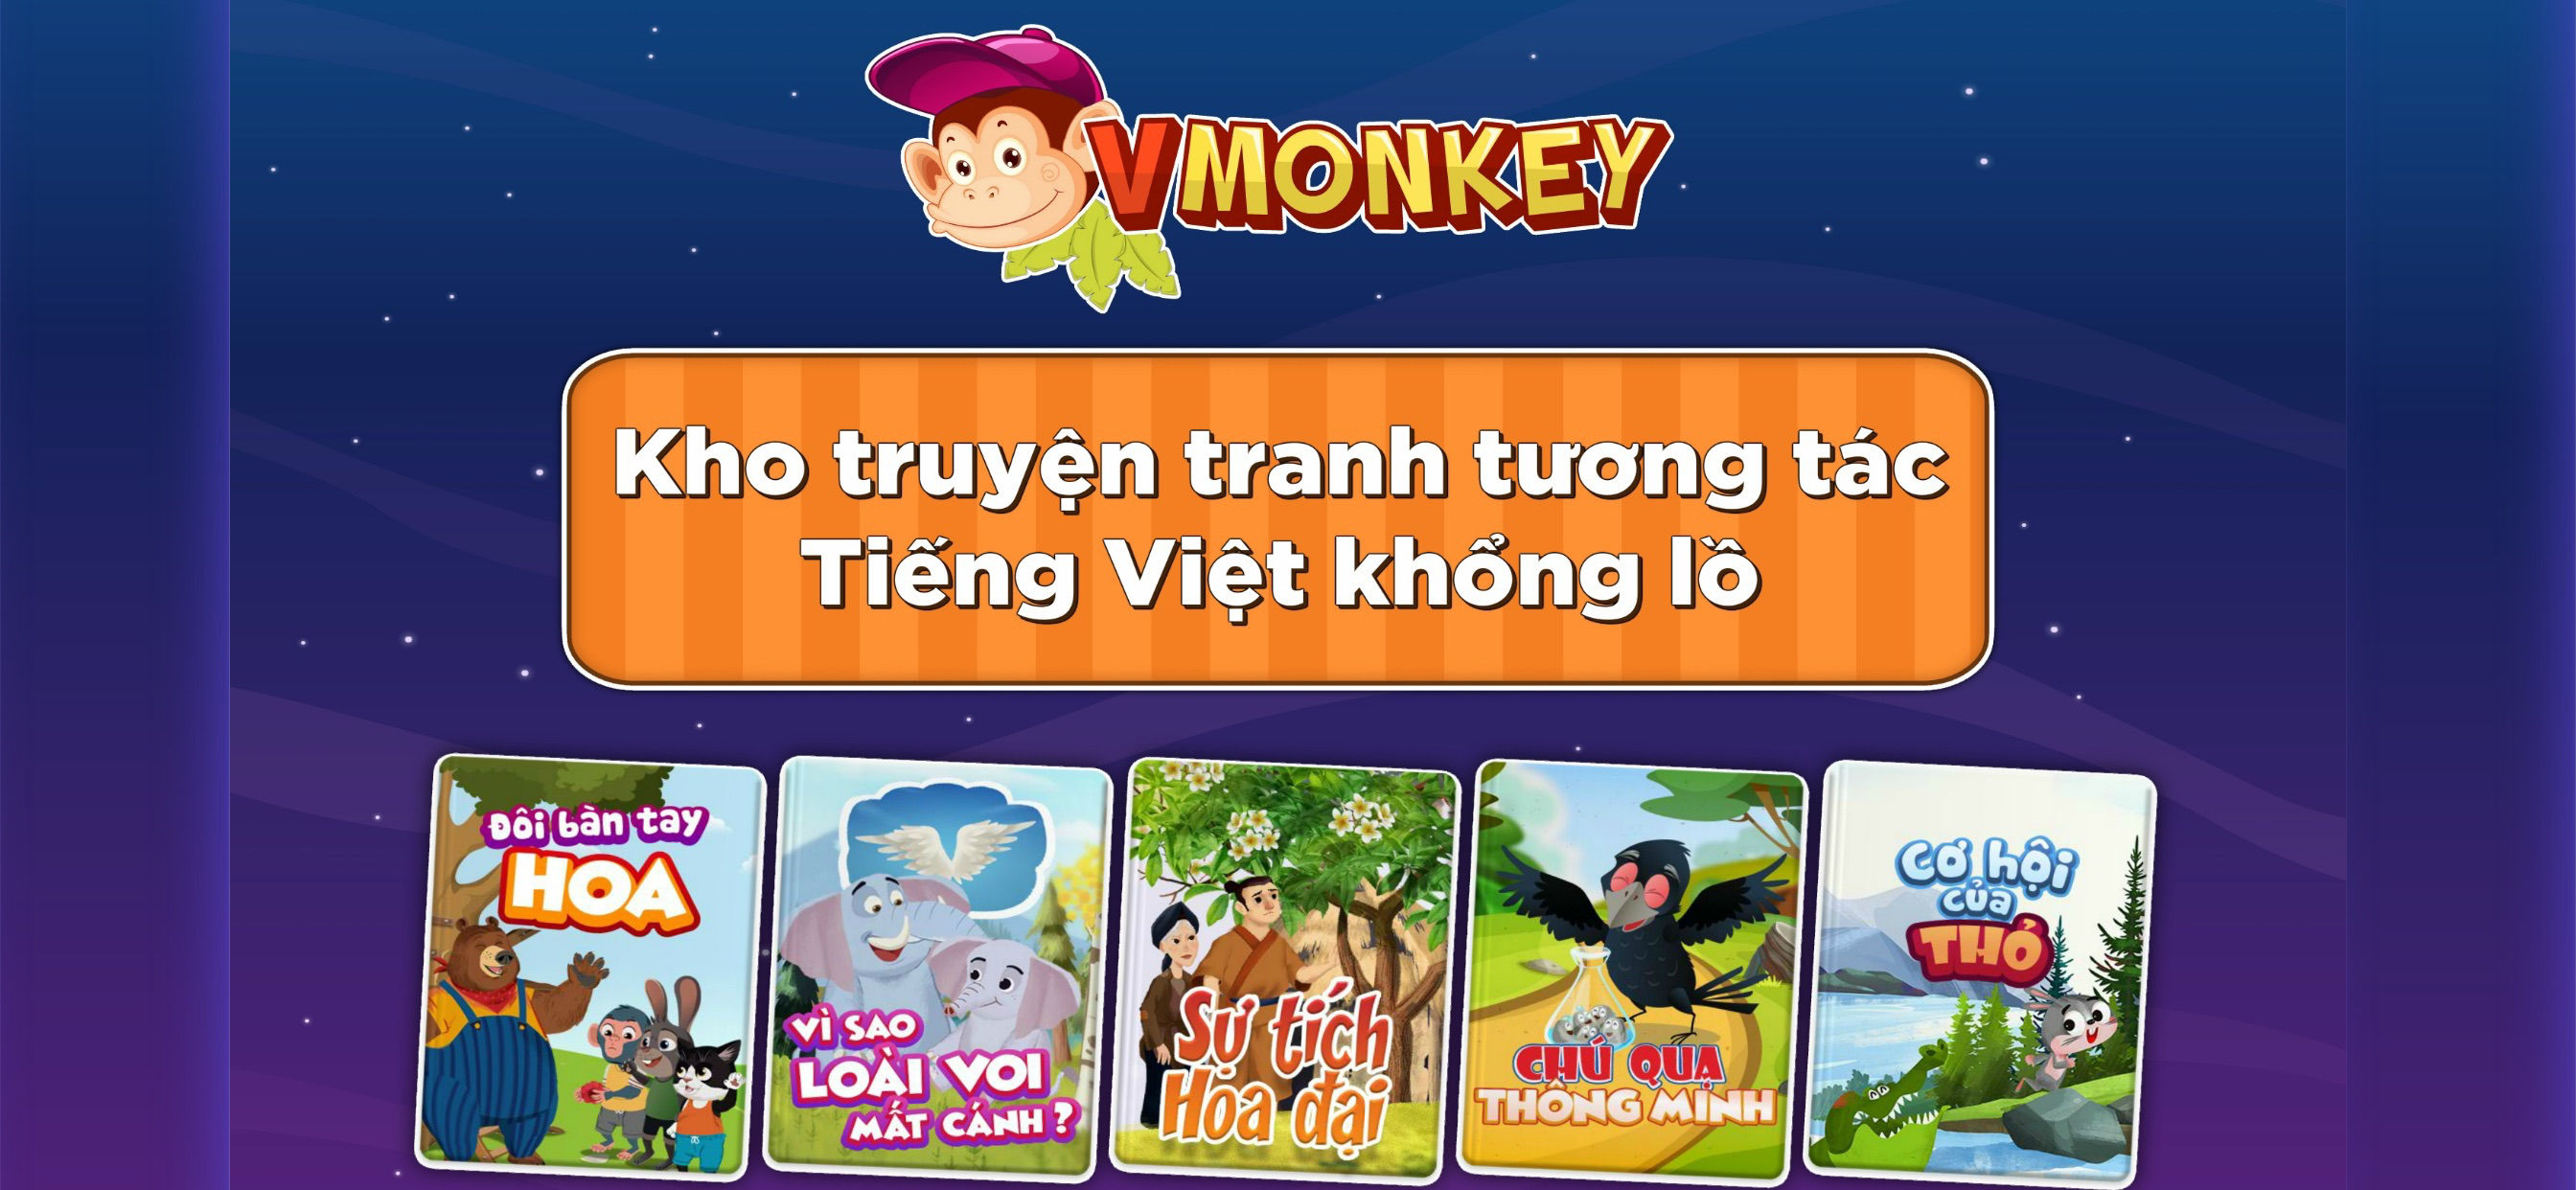 VMONKEY
Kho truyện tranh tương tác
Tiếng Việt khổng lồ
Đôi bàn tay
HOA
VÌ SAO
LOÀI VOI
MẤT CÁNH?
Sự tích
Hoa đại
CHÚ QUẠ
THÔNG MINH
Cơ hội
của
THỎ